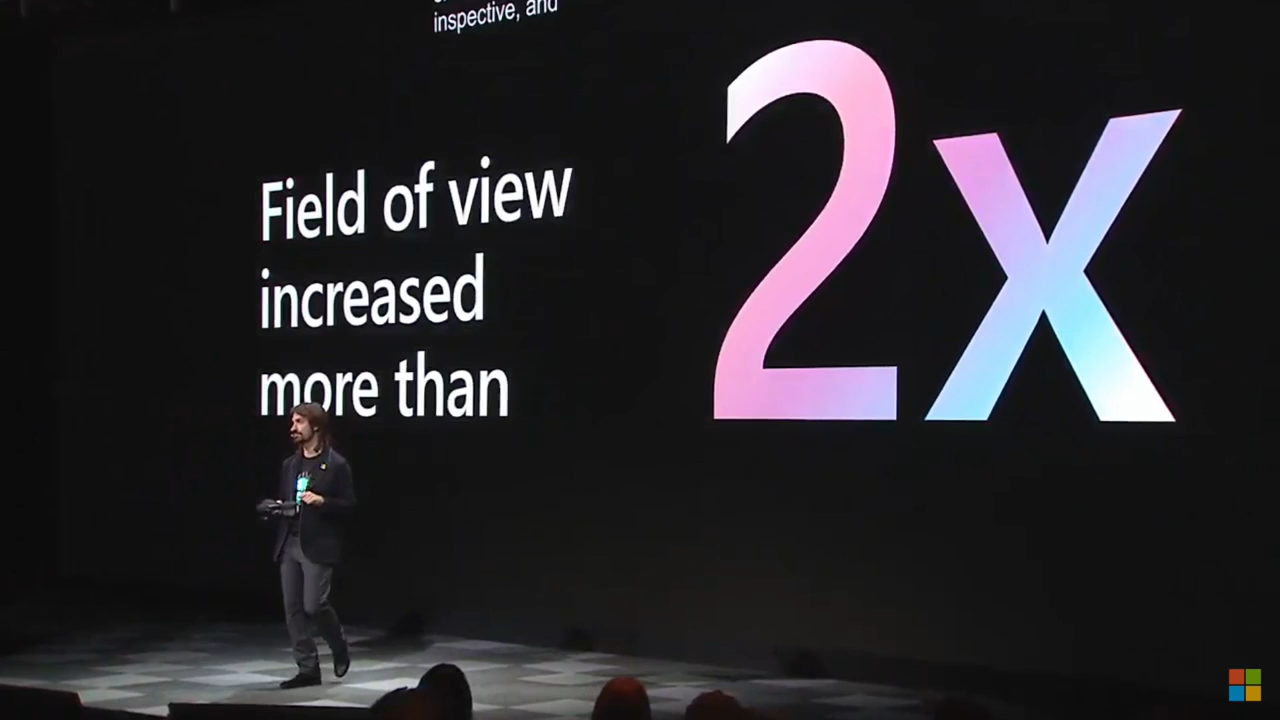 inspective, and
Field of view
increased
more than
2x